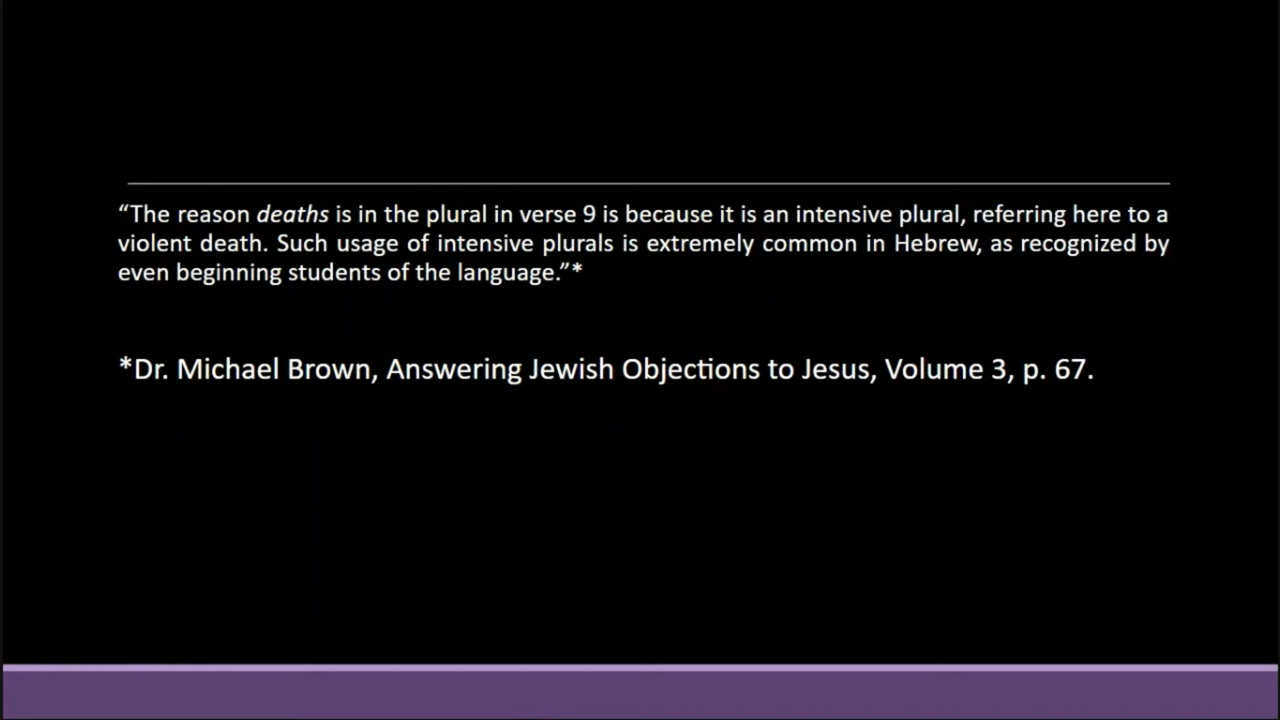 “The reason deaths is in the plural in verse 9 is because it is an intensive plural, referring here to a
violent death. Such usage of intensive plurals is extremely common in Hebrew, as recognized by
even beginning students of the language.”*
*Dr. Michael Brown, Answering Jewish Objections to Jesus, Volume 3, p. 67.